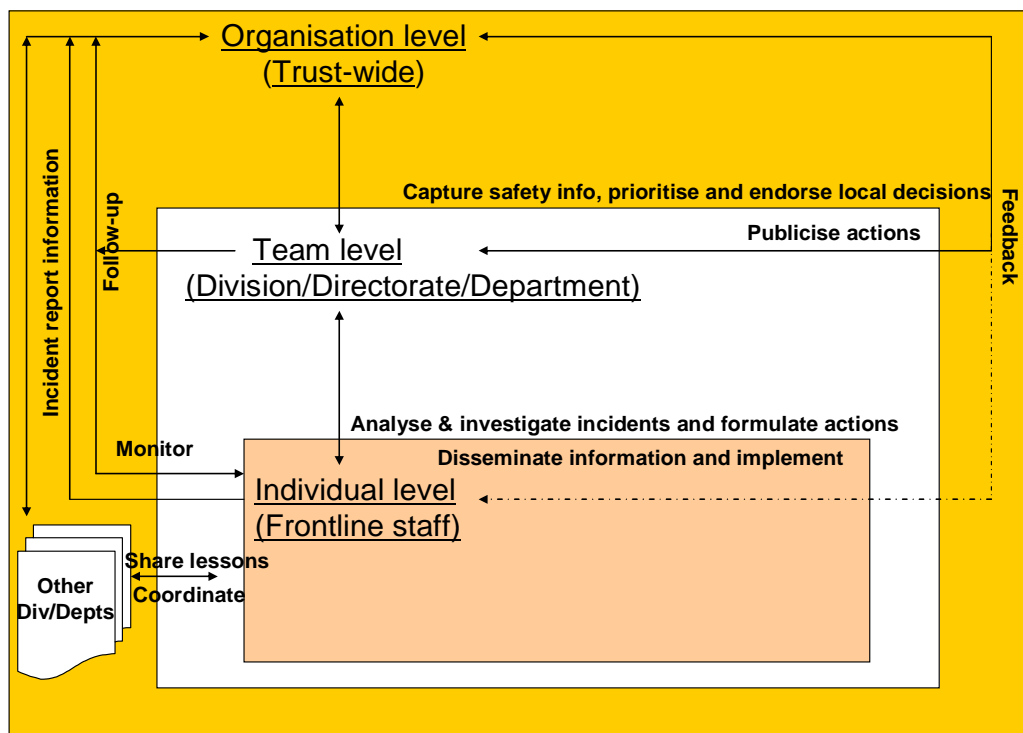 Organisation level
(Trust-wide)
Capture safety info, prioritise and endorse local decisions
Incident report information
Follow-up
Feedback
Team level
(Division/Directorate/Department)
Publicise actions
Analyse & investigate incidents and formulate actions
Monitor
Disseminate information and implement
Individual level
(Frontline staff)
Share lessons
Coordinate
Other
Div/Depts